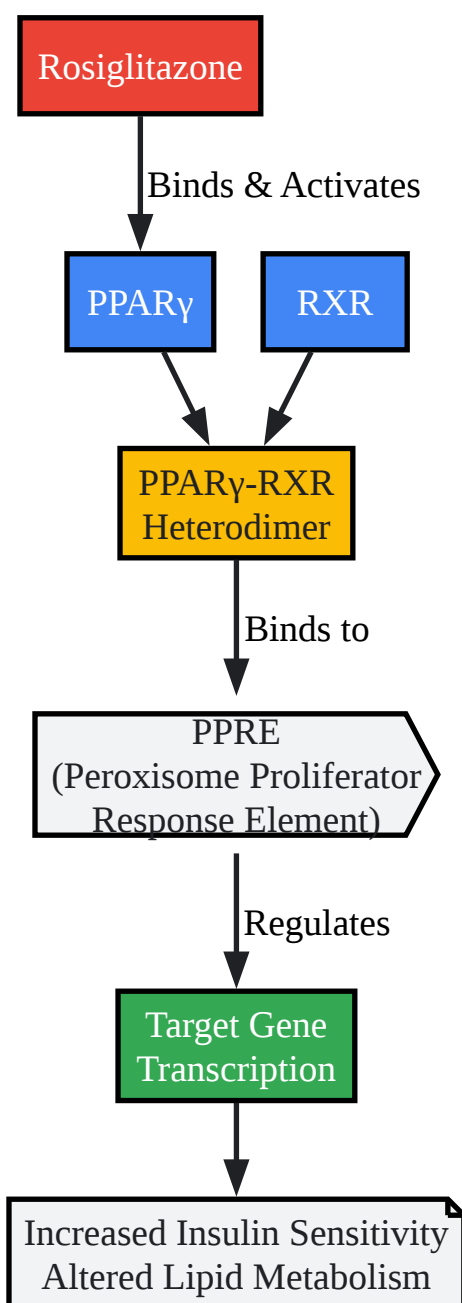 Rosiglitazone
Binds & Activates
PPARγ
RXR
PPARγ-RXR
Heterodimer
Binds to
PPRE
(Peroxisome Proliferator
Response Element)
Regulates
Target Gene
Transcription
Increased Insulin Sensitivity
Altered Lipid Metabolism